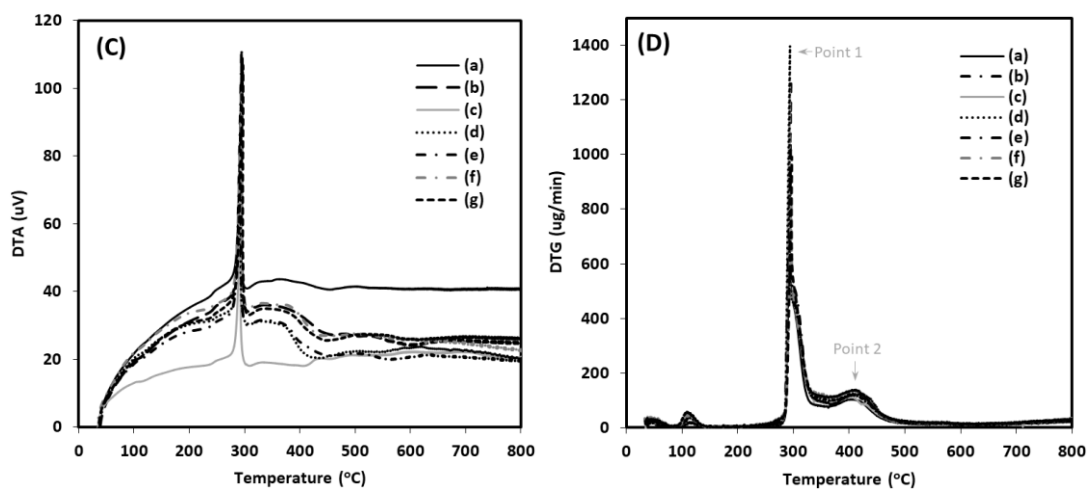 (C)
DTA (uV)
120
100
80
60
40
20
0
(a)
(b)
(c)
(d)
(e)
(f)
(g)
0 100 200 300 400 500 600 700 800
Temperature (°C)
(D)
DTG (ug/min)
1400
1200
1000
800
600
400
200
0
Point 1
(a)
(b)
(c)
(d)
(e)
(f)
(g)
Point 2
0 100 200 300 400 500 600 700 800
Temperature (°C)